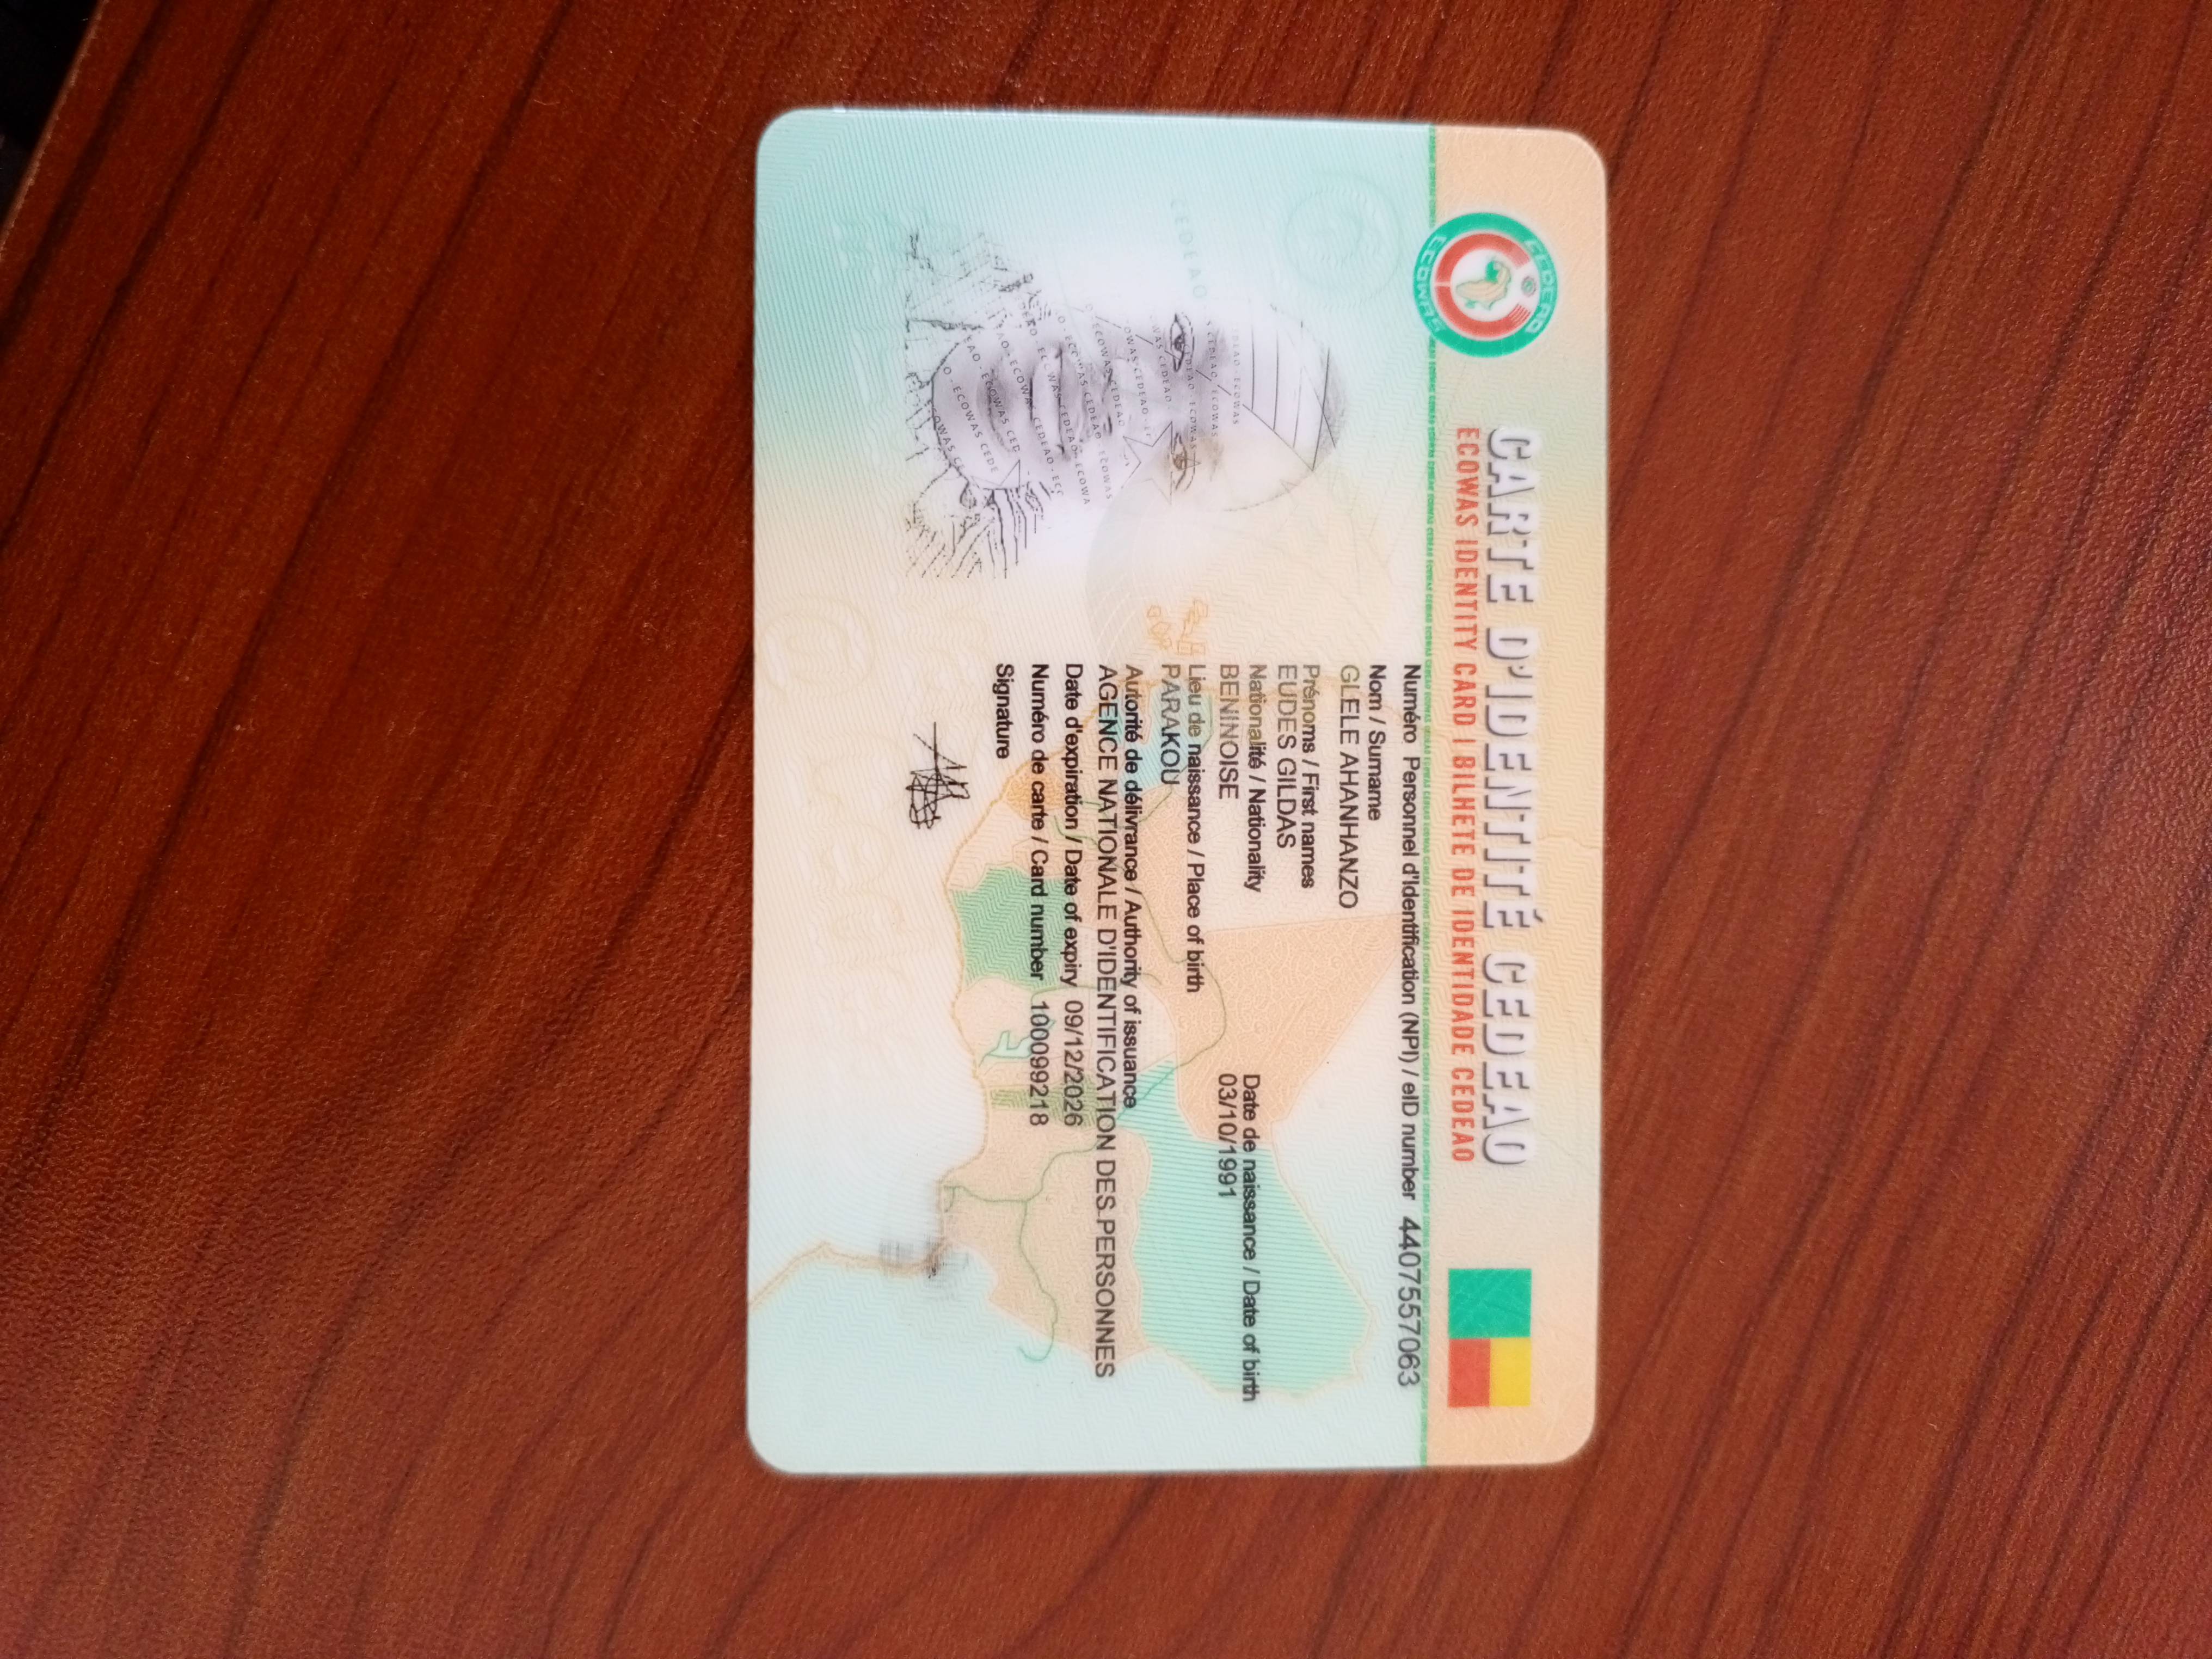 CARTE D'IDENTITÉ CEDEAO
ECOWAS IDENTITY CARD | BILHETE DE IDENTIDADE CEDEAO
CEDEAO
ECOWAS
Numéro Personnel d'Identification (NPI) / eID number 4407557063
Nom / Surname
GLELE AHANHANZO
Prénoms / First names
EUDES GILDAS
Nationalité / Nationality Date de naissance / Date of birth
BENINOISE 03/10/1991
Lieu de naissance / Place of birth
PARAKOU
Autorité de délivrance / Authority of issuance
AGENCE NATIONALE D'IDENTIFICATION DES PERSONNES
Date d'expiration / Date of expiry 09/12/2026
Numéro de carte / Card number 100099218
Signature
CEDEAO